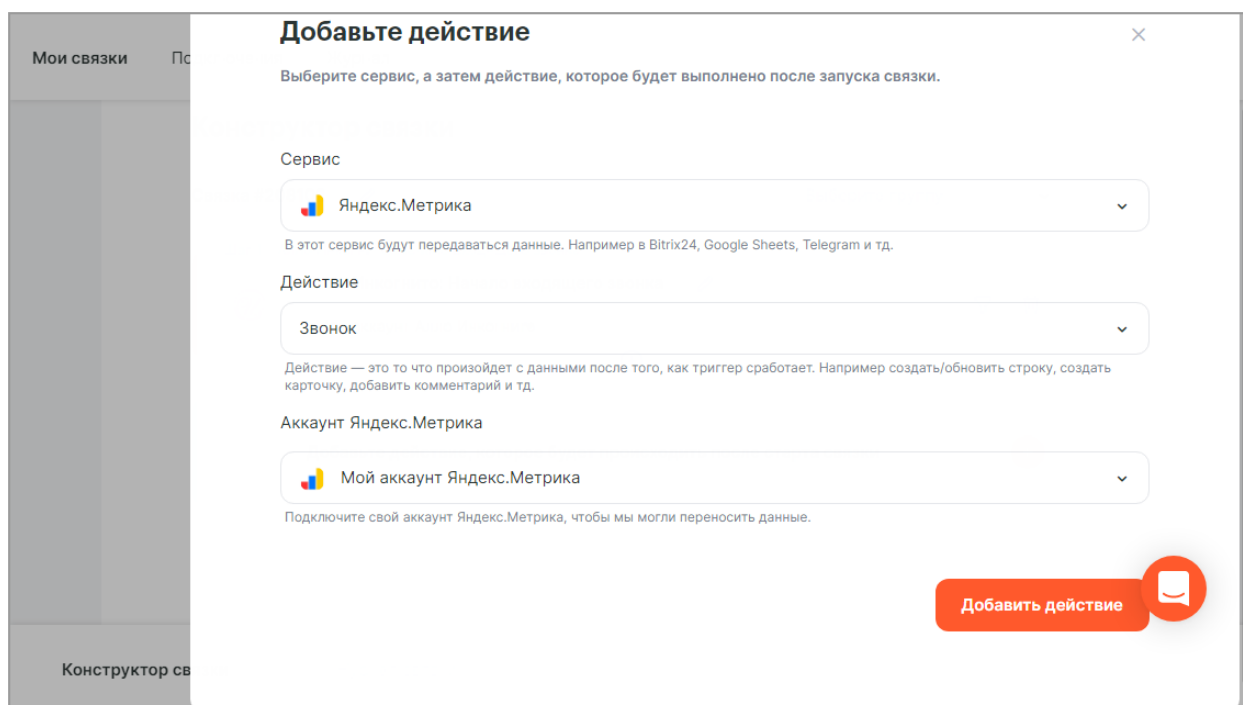 Добавьте действие
Мои связки
По
Выберите сервис, а затем действие, которое будет выполнено после запуска связки.
Сервис
Яндекс.Метрика
В этот сервис будут передаваться данные. Например в Bitrix24, Google Sheets, Telegram и тд.
Действие
Звонок
Действие — это то что произойдет с данными после того, как триггер сработает. Например создать/обновить строку, создать
карточку, добавить комментарий и тд.
Аккаунт Яндекс.Метрика
Мой аккаунт Яндекс.Метрика
Подключите свой аккаунт Яндекс.Метрика, чтобы мы могли переносить данные.
Добавить действие
Конструктор св